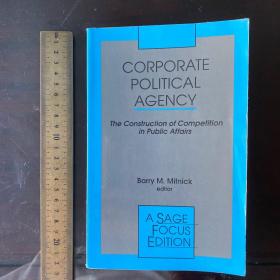 CORPORATE
POLITICAL
AGENCY
The Construction of Competition
in Public Affairs
Barry M. Mitnick
editor
A SAGE
FOCUS
EDITION